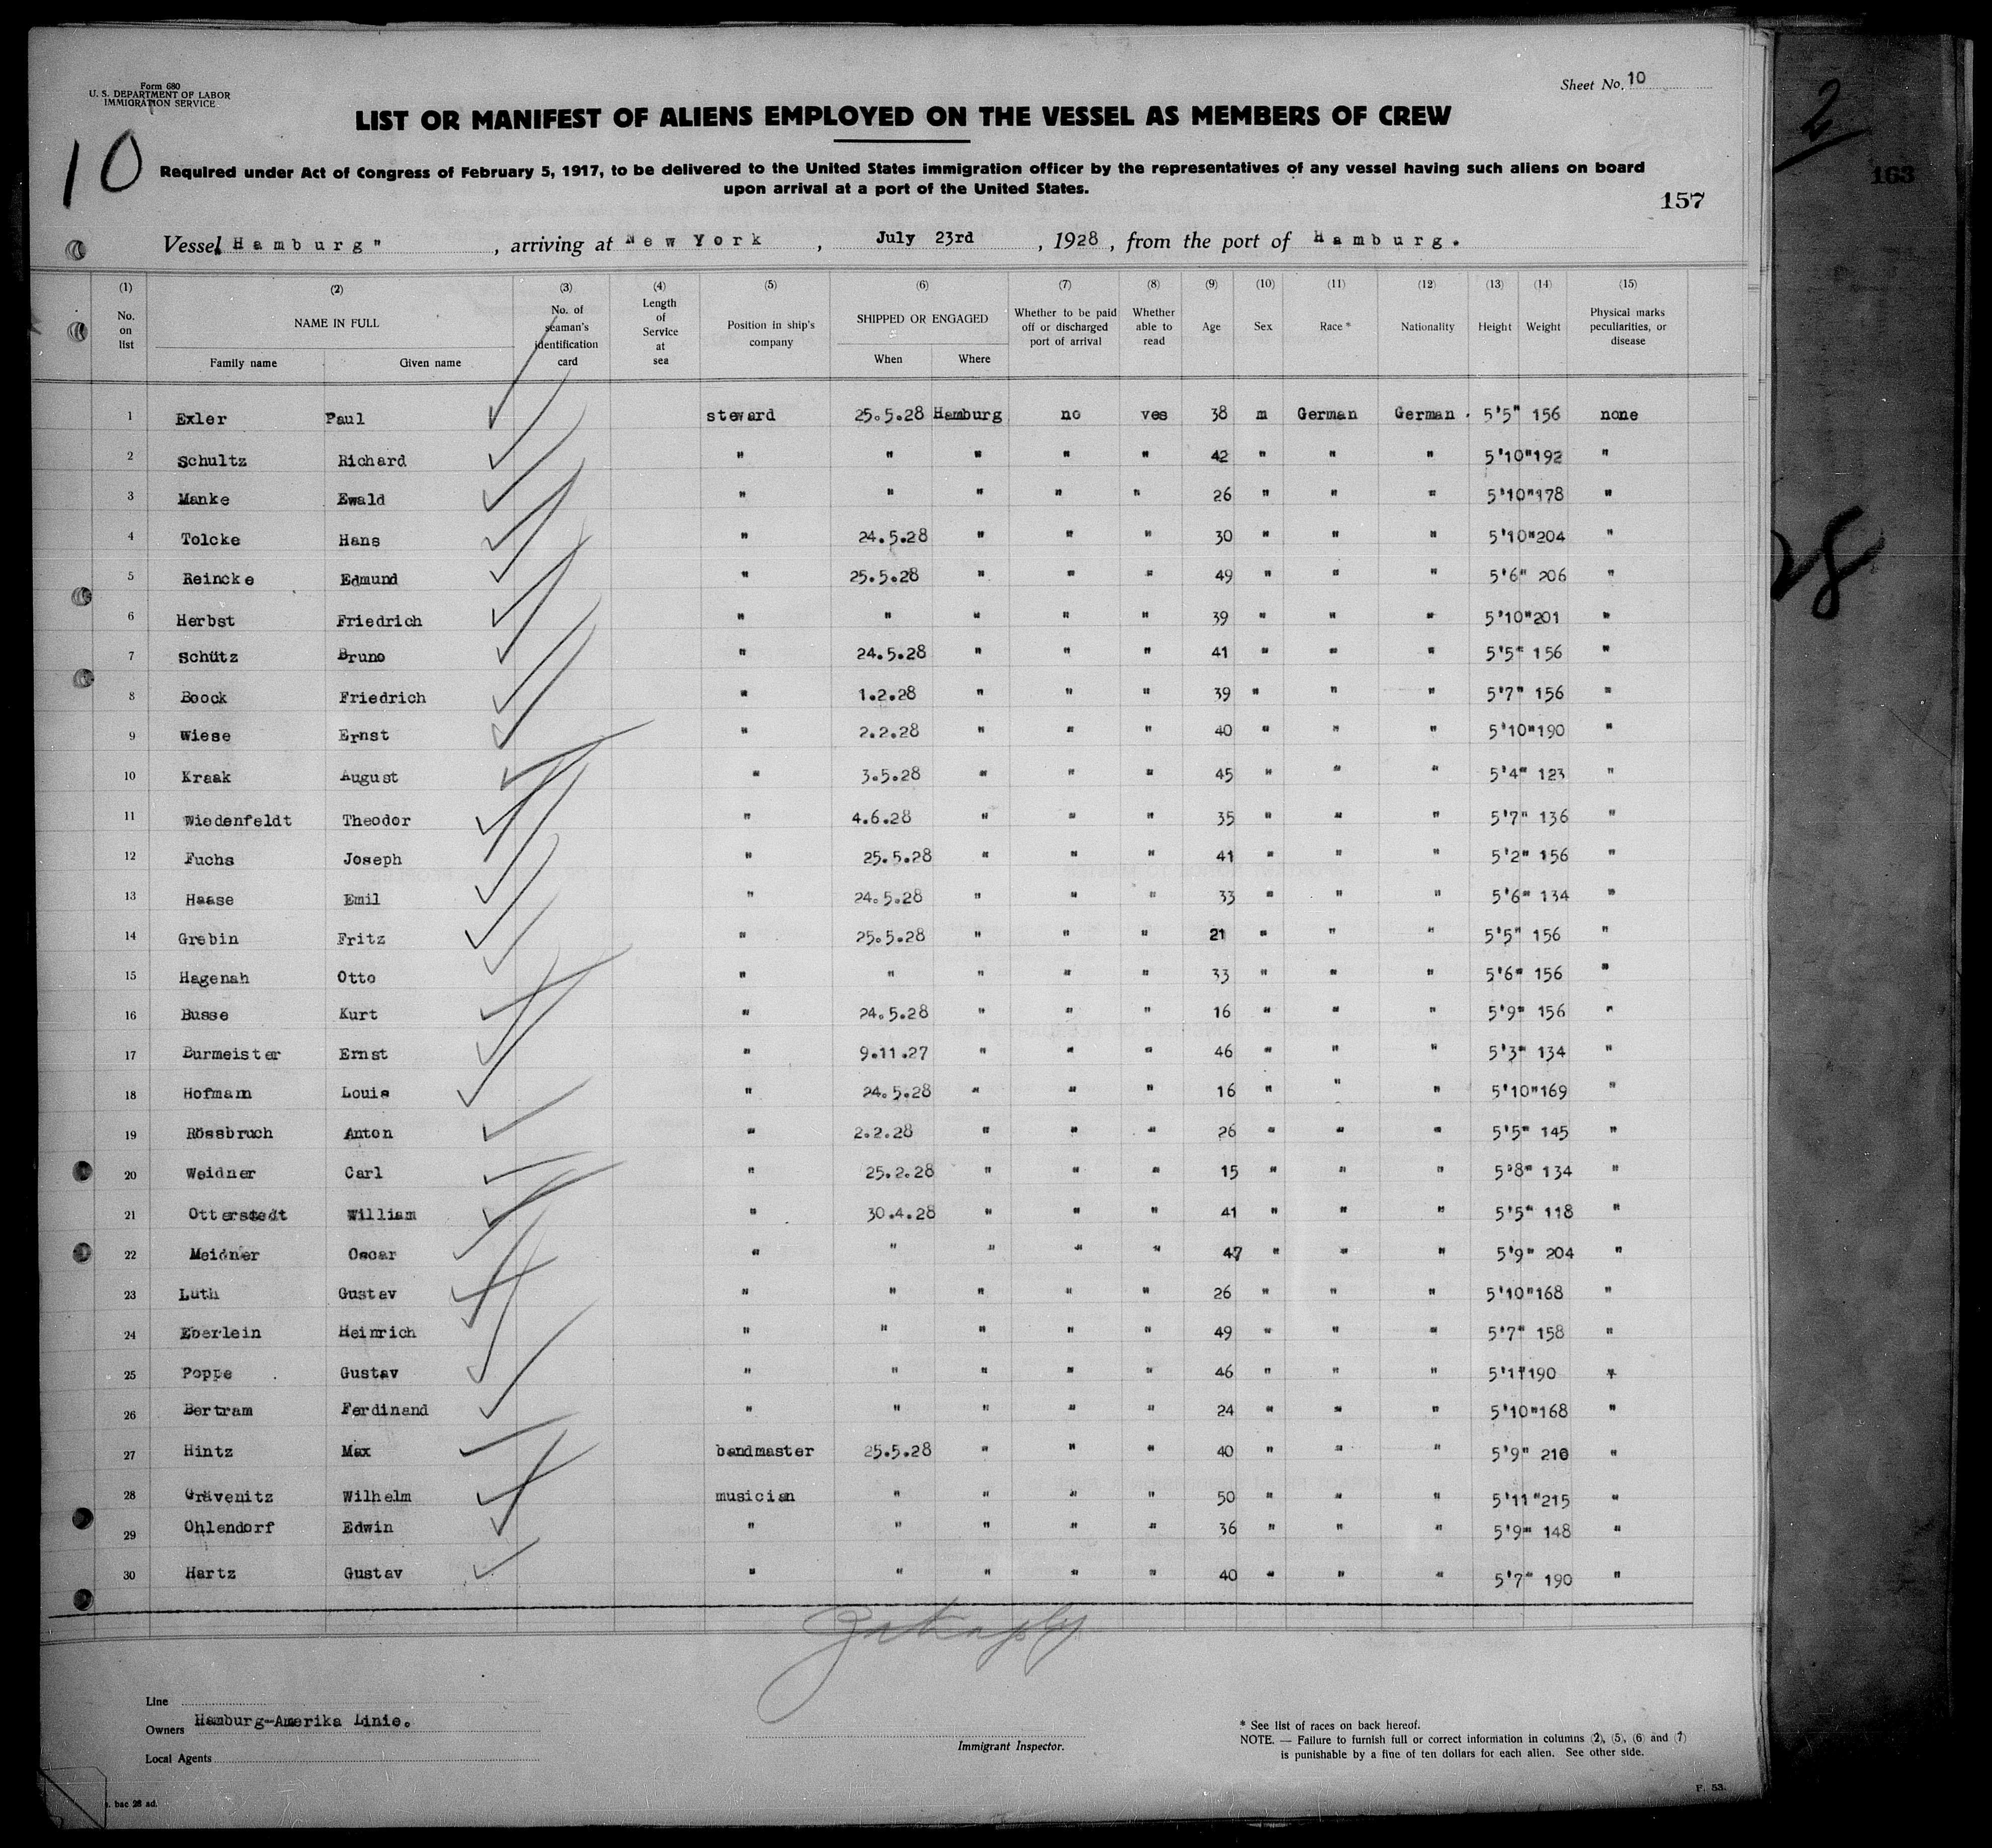 Form 680
U. S. DEPARTMENT OF LABOR
IMMIGRATION SERVICE
Sheet No. 10
LIST OR MANIFEST OF ALIENS EMPLOYED ON THE VESSEL AS MEMBERS OF CREW
10
2
163
Required under Act of Congress of February 5, 1917, to be delivered to the United States immigration officer by the representatives of any vessel having such aliens on board
upon arrival at a port of the United States.
157
Vessel Hamburg" , arriving at New York , July 23rd , 1928 , from the port of Hamburg.
(1) (2) (3) (4) (5) (6) (7) (8) (9) (10) (11) (12) (13) (14) (15)
No. on list NAME IN FULL Family name Given name No. of seaman's identification card Length of Service at sea Position in ship's company SHIPPED OR ENGAGED When Where Whether to be paid off or discharged port of arrival Whether able to read Age Sex Race * Nationality Height Weight Physical marks peculiarities, or disease
1 Exler Paul steward 25.5.28 Hamburg no yes 38 m German German . 5'5" 156 none
2 Schultz Richard " " " " " 42 " " " 5'10" 192 "
3 Manke Ewald " " " " " 26 " " " 5'10" 178 "
4 Tolcke Hans " 24.5.28 " " " 30 " " " 5'10" 204 "
5 Reincke Edmund " 25.5.28 " " " 49 " " " 5'6" 206 "
6 Herbst Friedrich " " " " " 39 " " " 5'10" 201 "
7 Schütz Bruno " 24.5.28 " " " 41 " " " 5'5" 156 "
8 Boock Friedrich " 1.2.28 " " " 39 " " " 5'7" 156 "
9 Wiese Ernst " 2.2.28 " " " 40 " " " 5'10" 190 "
10 Kraak August " 3.5.28 " " " 45 " " " 5'4" 123 "
11 Wiedenfeldt Theodor " 4.6.28 " " " 35 " " " 5'7" 136 "
12 Fuchs Joseph " 25.5.28 " " " 41 " " " 5'2" 156 "
13 Haase Emil " 24.5.28 " " " 33 " " " 5'6" 134 "
14 Grebin Fritz " 25.5.28 " " " 21 " " " 5'5" 156 "
15 Hagenah Otto " " " " " 33 " " " 5'6" 156 "
16 Busse Kurt " 24.5.28 " " " 16 " " " 5'9" 156 "
17 Burmeister Ernst " 9.11.27 " " " 46 " " " 5'3" 134 "
18 Hofmann Louis " 24.5.28 " " " 16 " " " 5'10" 169 "
19 Rössbruch Anton " 2.2.28 " " " 26 " " " 5'5" 145 "
20 Weidner Carl " 25.2.28 " " " 15 " " " 5'8" 134 "
21 Otterstedt William " 30.4.28 " " " 41 " " " 5'5" 118 "
22 Meidner Oscar " " " " " 47 " " " 5'9" 204 "
23 Luth Gustav " " " " " 26 " " " 5'10" 168 "
24 Eberlein Heinrich " " " " " 49 " " " 5'7" 158 "
25 Poppe Gustav " " " " " 46 " " " 5'1" 190 "
26 Bertram Ferdinand " " " " " 24 " " " 5'10" 168 "
27 Hintz Max bandmaster 25.5.28 " " " 40 " " " 5'9" 210 "
28 Grävenitz Wilhelm musician " " " " 50 " " " 5'11" 215 "
29 Ohlendorf Edwin " " " " " 36 " " " 5'9" 148 "
30 Hartz Gustav " " " " " 40 " " " 5'7" 190 "
28
Line
Owners Hamburg-Amerika Linie.
Local Agents
Immigrant Inspector.
* See list of races on back hereof.
NOTE. — Failure to furnish full or correct information in columns (2), (5), (6) and (7)
is punishable by a fine of ten dollars for each alien. See other side.
F. 53.
bac 28 ad.